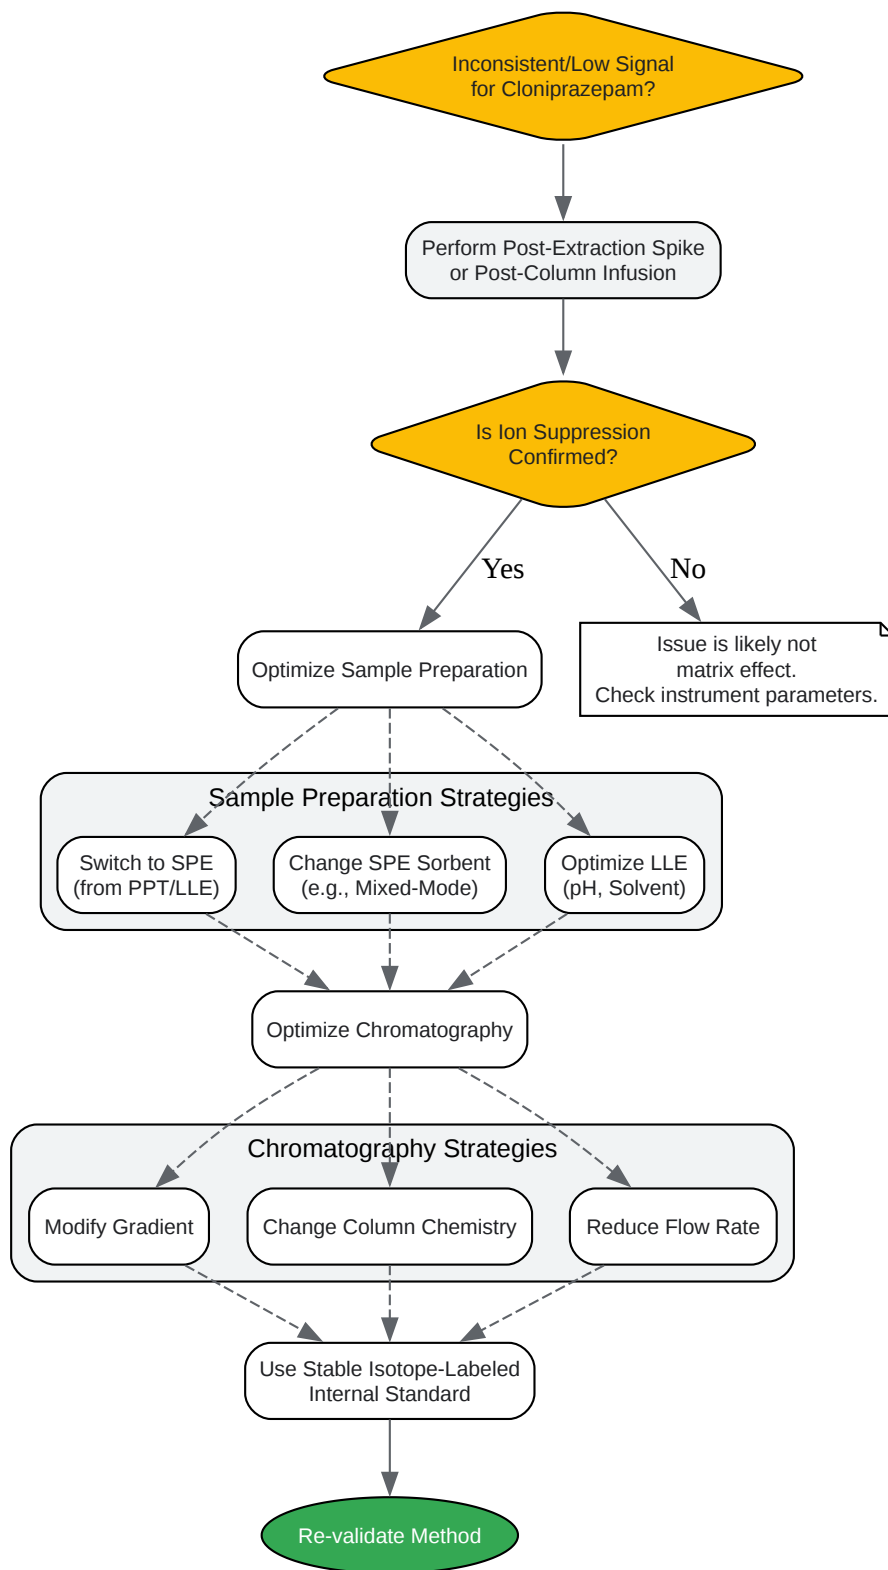 Inconsistent/Low Signal
for Cloniprazepam?
Perform Post-Extraction Spike
or Post-Column Infusion
Is Ion Suppression
Confirmed?
Yes
No
Optimize Sample Preparation
Issue is likely not
matrix effect.
Check instrument parameters.
Sample Preparation Strategies
Switch to SPE
(from PPT/LLE)
Change SPE Sorbent
(e.g., Mixed-Mode)
Optimize LLE
(pH, Solvent)
Optimize Chromatography
Chromatography Strategies
Modify Gradient
Change Column Chemistry
Reduce Flow Rate
Use Stable Isotope-Labeled
Internal Standard
Re-validate Method